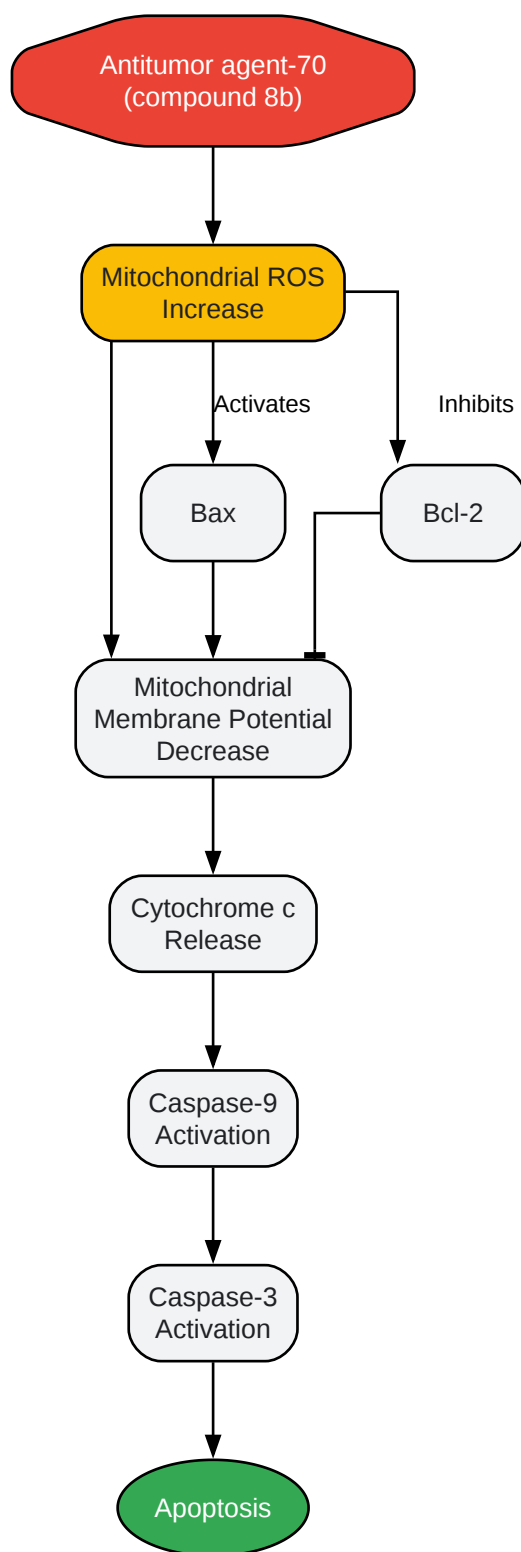 Antitumor agent-70
(compound 8b)
Mitochondrial ROS
Increase
Activates
Inhibits
Bax
Bcl-2
Mitochondrial
Membrane Potential
Decrease
Cytochrome c
Release
Caspase-9
Activation
Caspase-3
Activation
Apoptosis